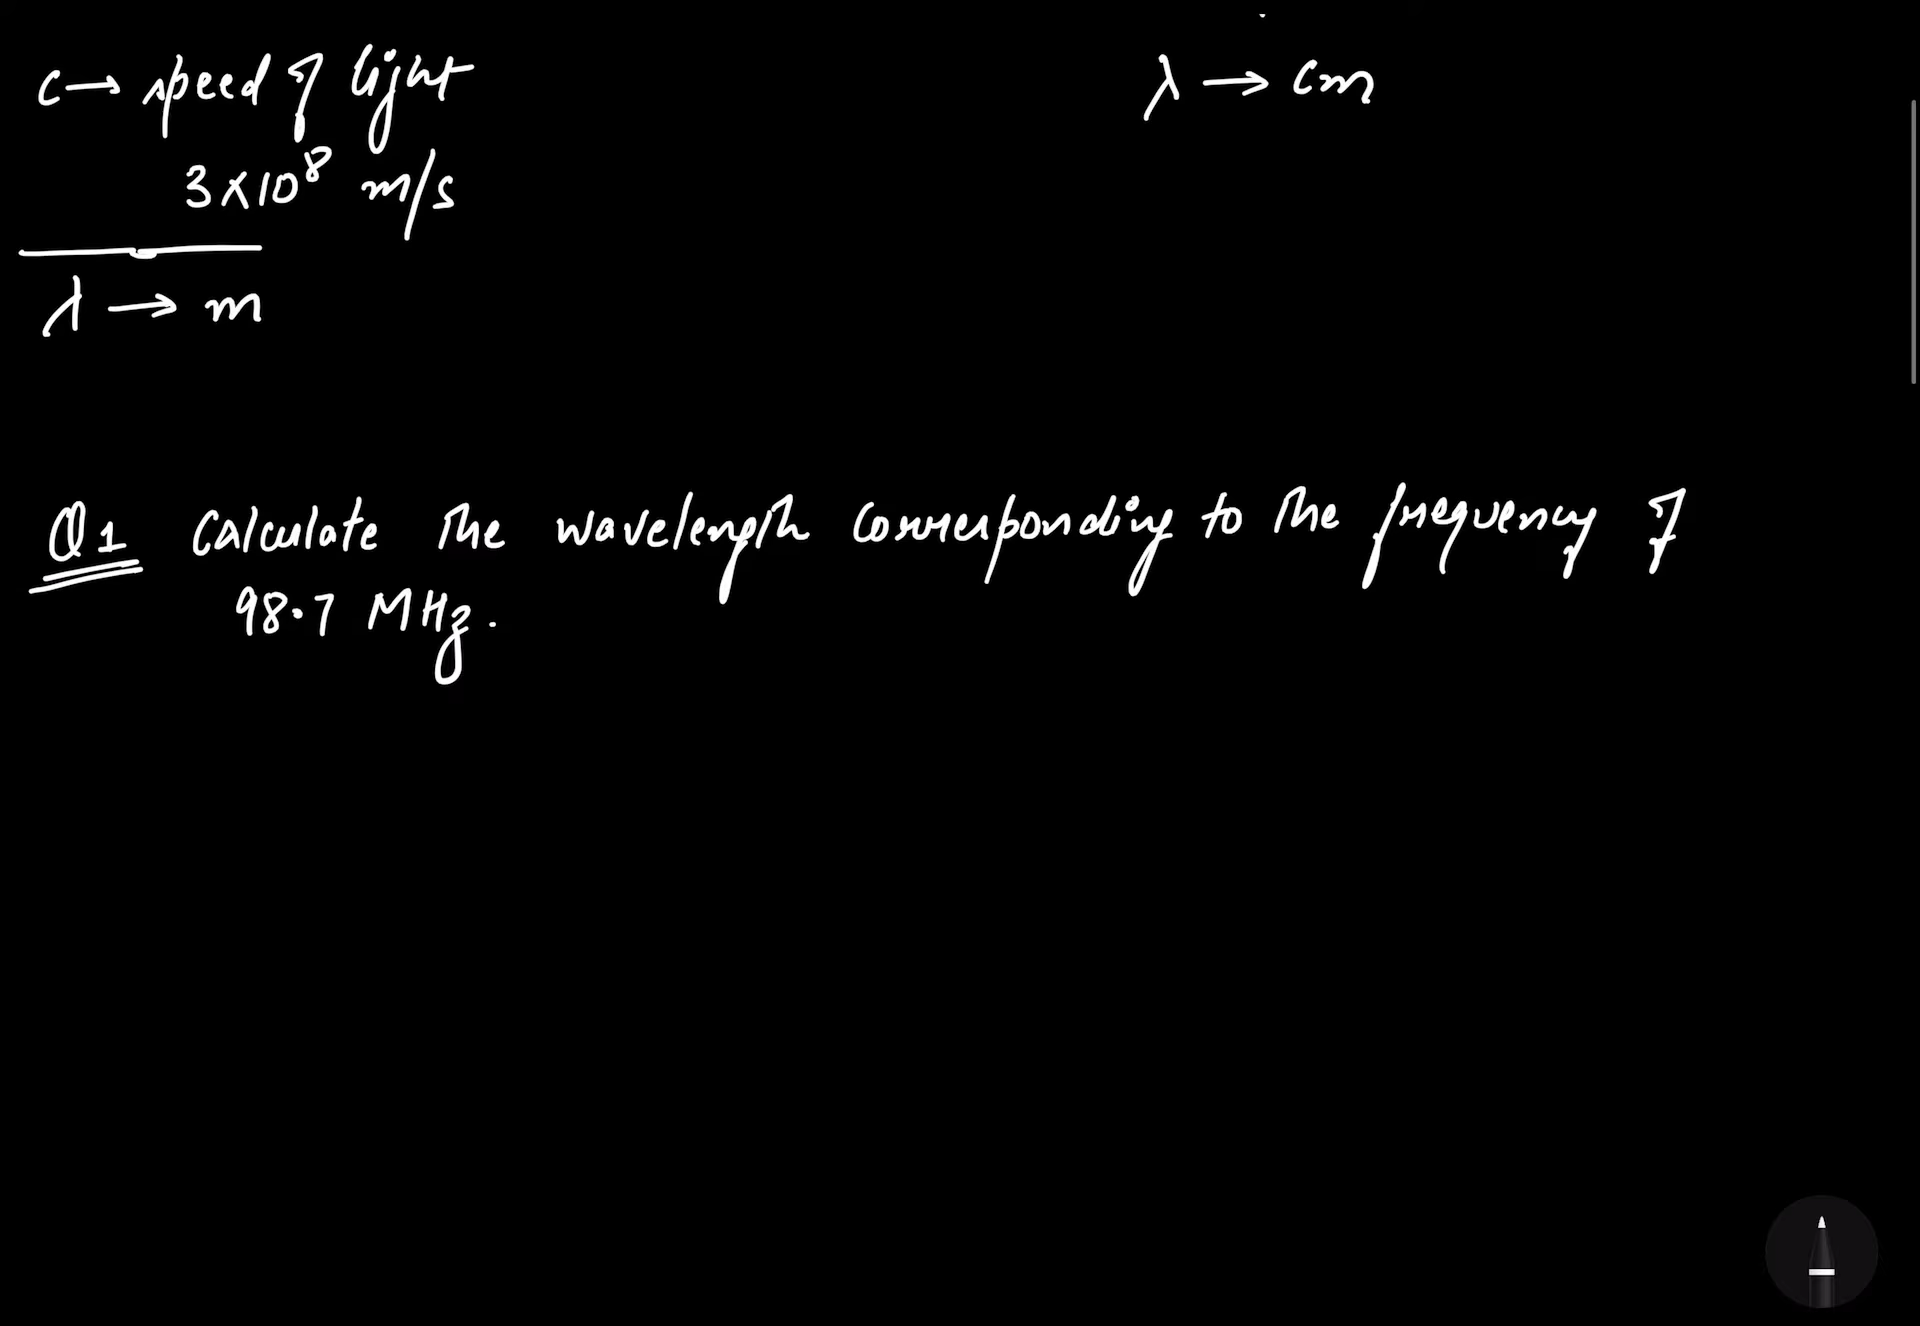 c → speed of light
3×10⁸ m/s
λ → m
λ → cm
Q1 Calculate the wavelength corresponding to the frequency of
98.7 MHz.